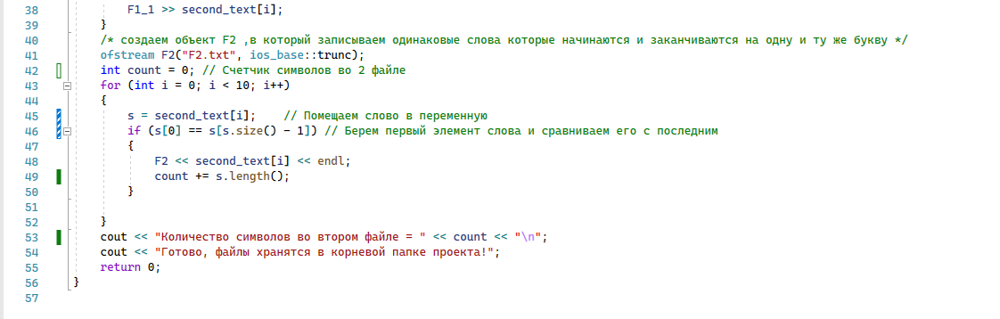 38 F1_1 >> second_text[i];
39 }
40 /* создаем объект F2 ,в который записываем одинаковые слова которые начинаются и заканчиваются на одну и ту же букву */
41 ofstream F2("F2.txt", ios_base::trunc);
42 int count = 0; // Счетчик символов во 2 файле
43 for (int i = 0; i < 10; i++)
44 {
45 s = second_text[i]; // Помещаем слово в переменную
46 if (s[0] == s[s.size() - 1]) // Берем первый элемент слова и сравниваем его с последним
47 {
48 F2 << second_text[i] << endl;
49 count += s.length();
50 }
51
52 }
53 cout << "Количество символов во втором файле = " << count << "\n";
54 cout << "Готово, файлы хранятся в корневой папке проекта!";
55 return 0;
56 }
57